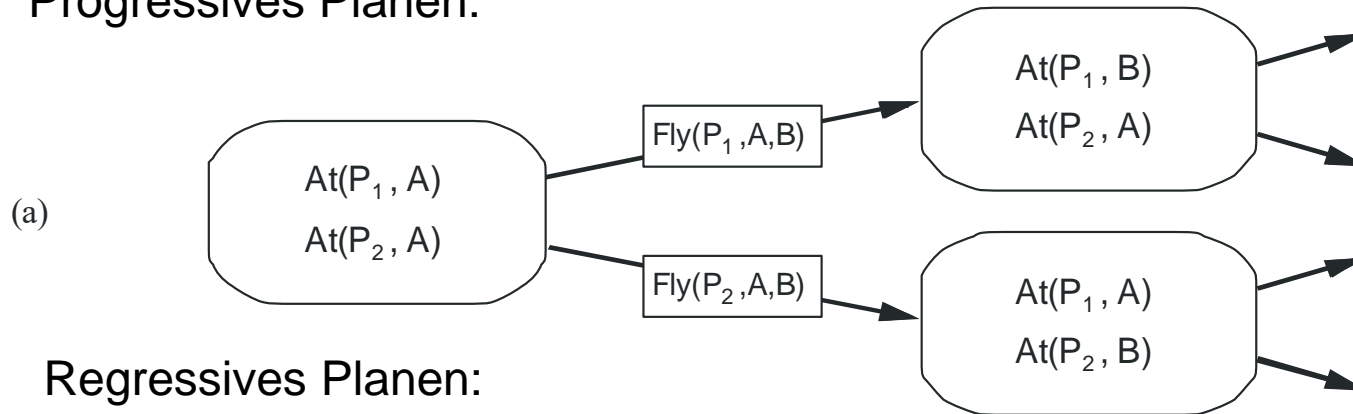 Progressives Planen:
(a)
At(P₁, A)
At(P₂, A)
Fly(P₁,A,B)
At(P₁, B)
At(P₂, A)
Fly(P₂,A,B)
At(P₁, A)
At(P₂, B)
Regressives Planen: